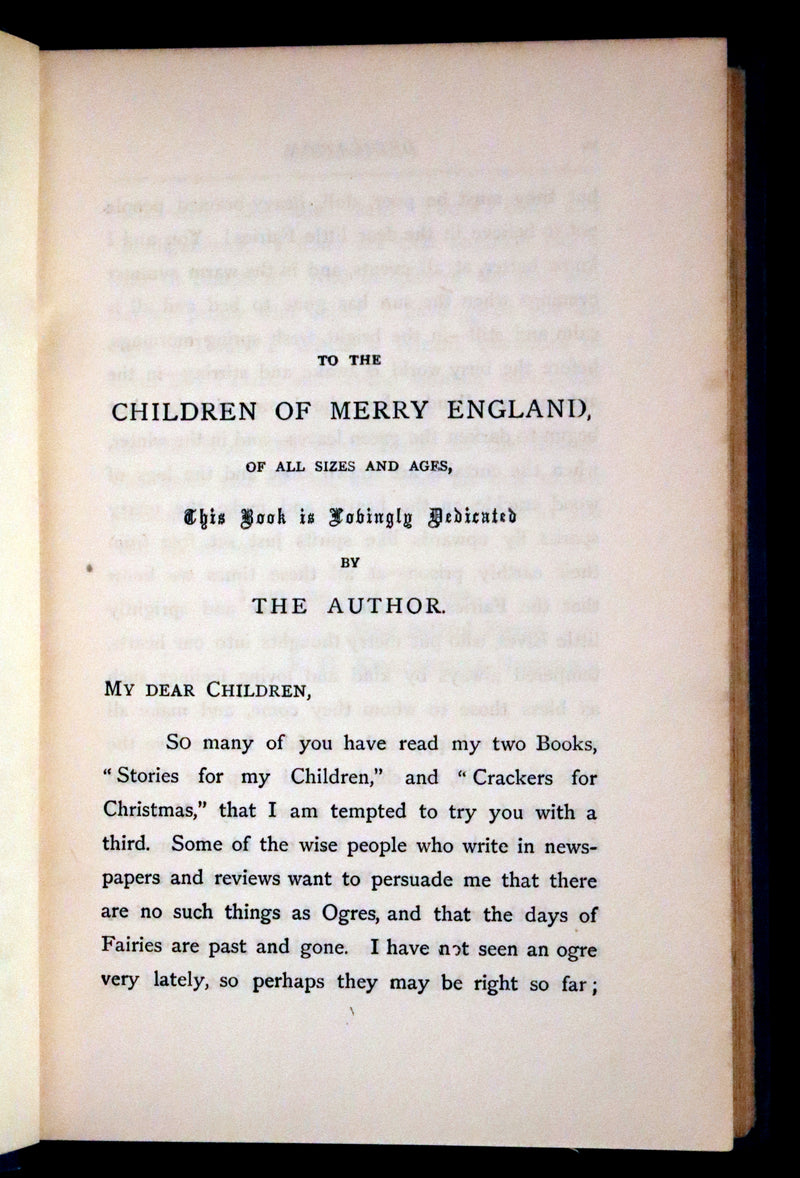 TO THE
CHILDREN OF MERRY ENGLAND,
OF ALL SIZES AND AGES,
This Book is Lovingly Dedicated
BY
THE AUTHOR.
MY DEAR CHILDREN,
So many of you have read my two Books,
“Stories for my Children,” and “Crackers for
Christmas,” that I am tempted to try you with a
third. Some of the wise people who write in news-
papers and reviews want to persuade me that there
are no such things as Ogres, and that the days of
Fairies are past and gone. I have not seen an ogre
very lately, so perhaps they may be right so far;